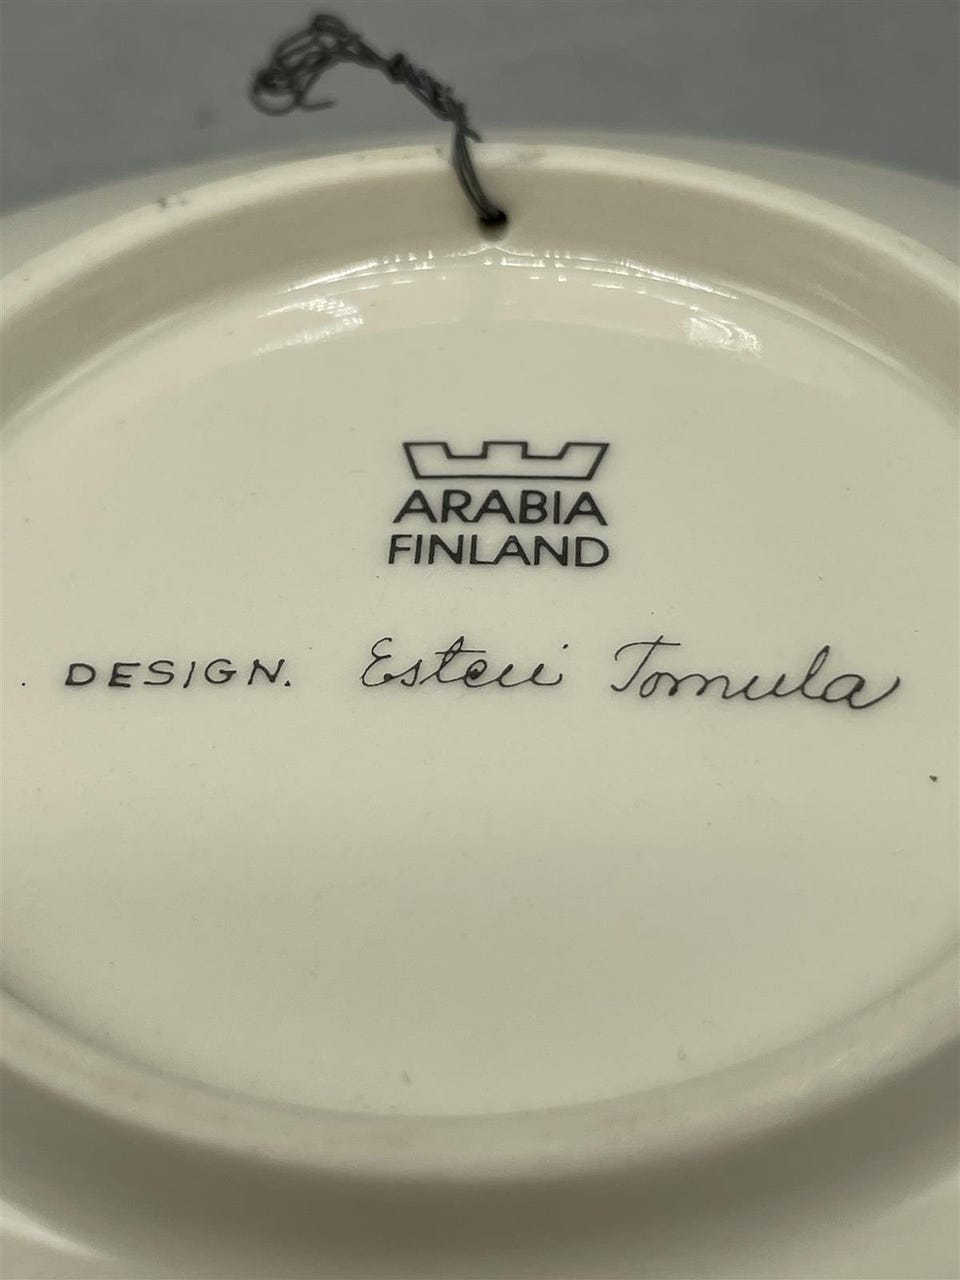 ARABIA
FINLAND
DESIGN. Esteri Tomula